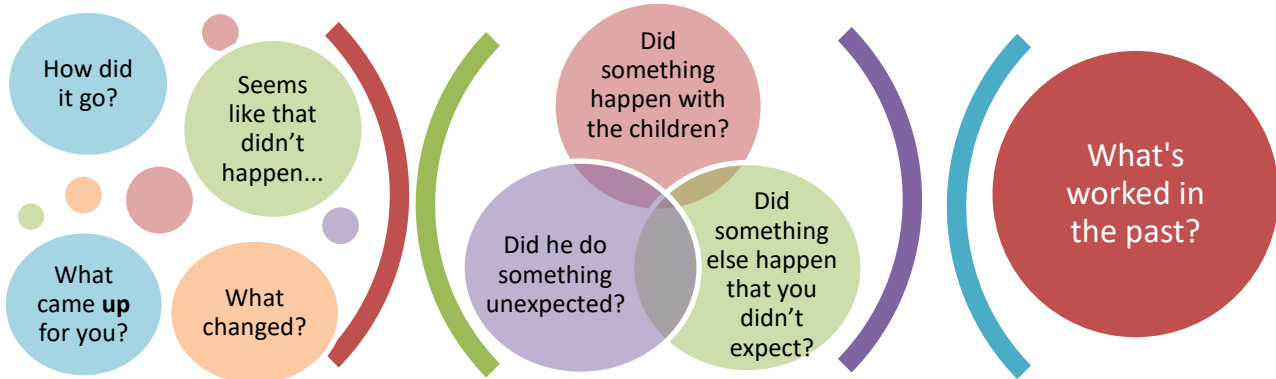 How did
it go?
Seems
like that
didn't
happen...
What
came up
for you?
What
changed?
Did
something
happen with
the children?
Did he do
something
unexpected?
Did
something
else happen
that you
didn't
expect?
What's
worked in
the past?